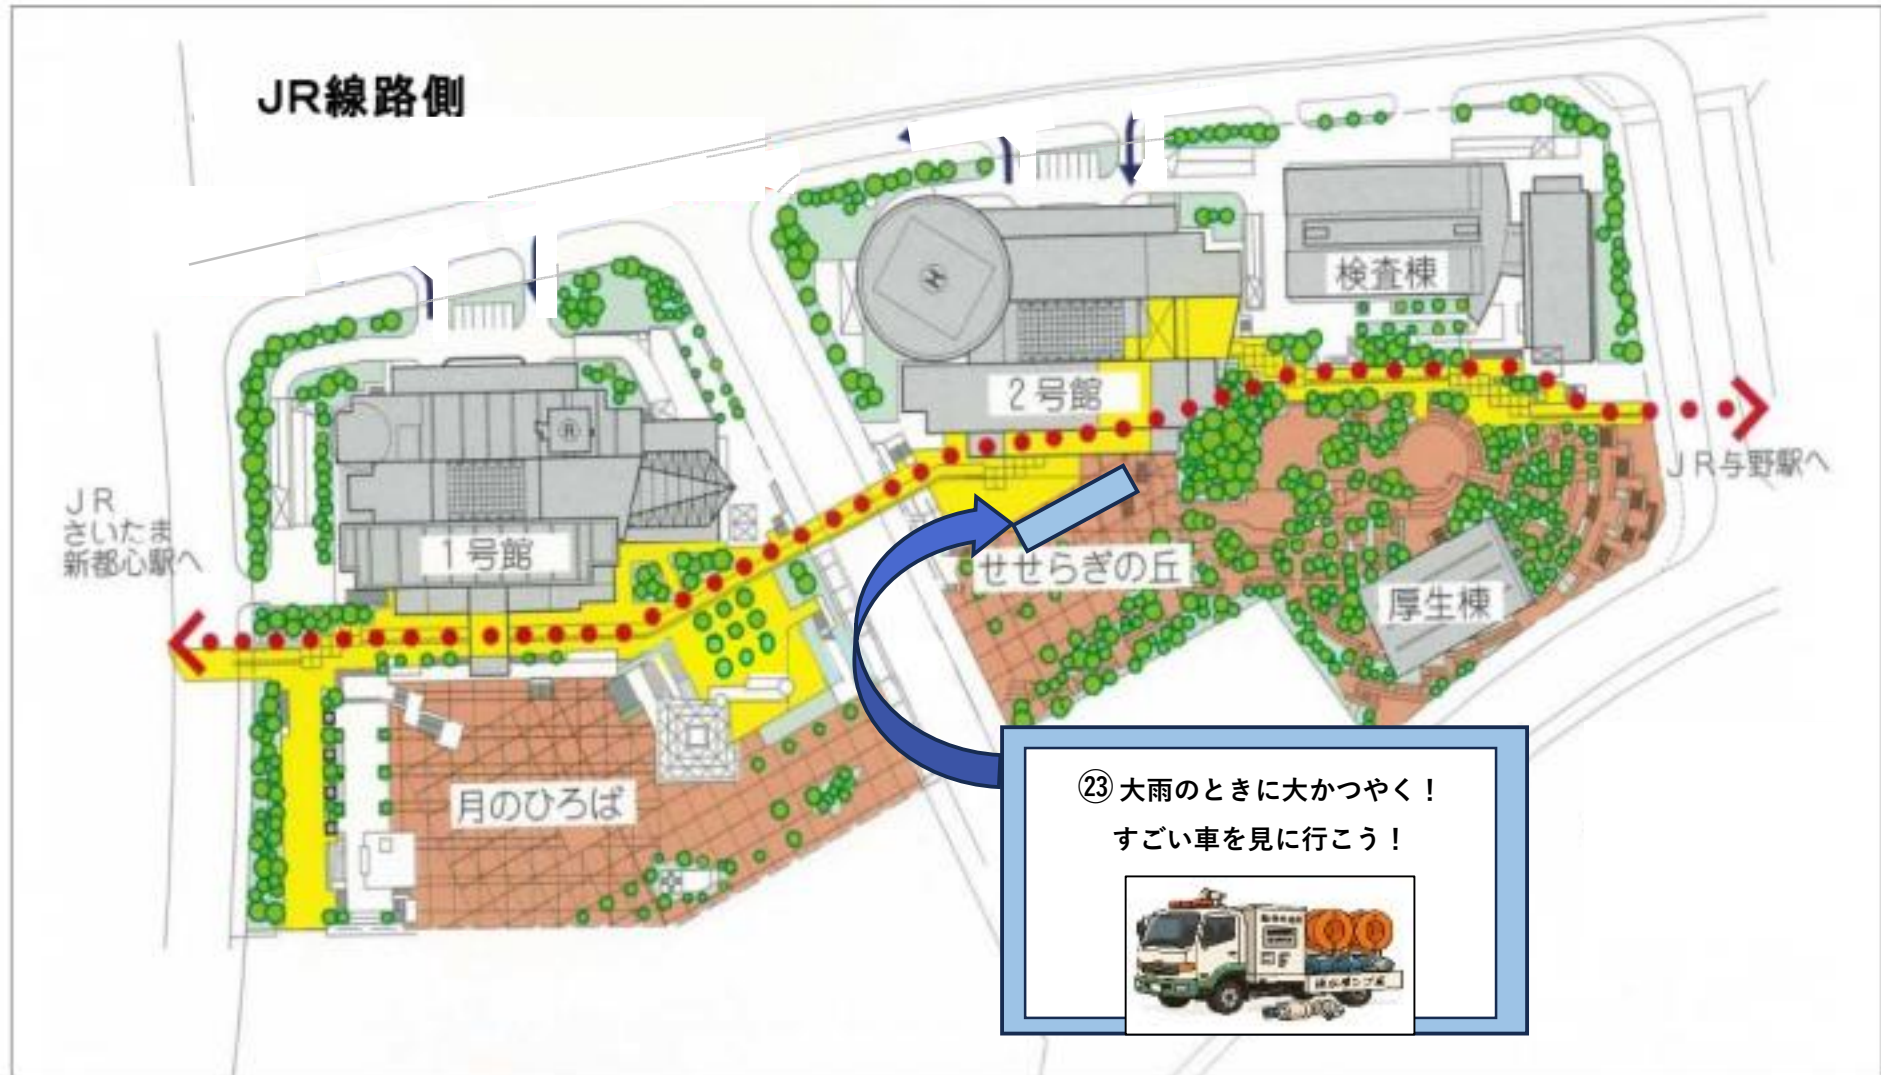 JR線路側
検査棟
2号館
JR与野駅へ
JR
さいたま
新都心駅へ
1号館
せせらぎの丘
厚生棟
月のひろば
㉓ 大雨のときに大かつやく！
すごい車を見に行こう！
H
R